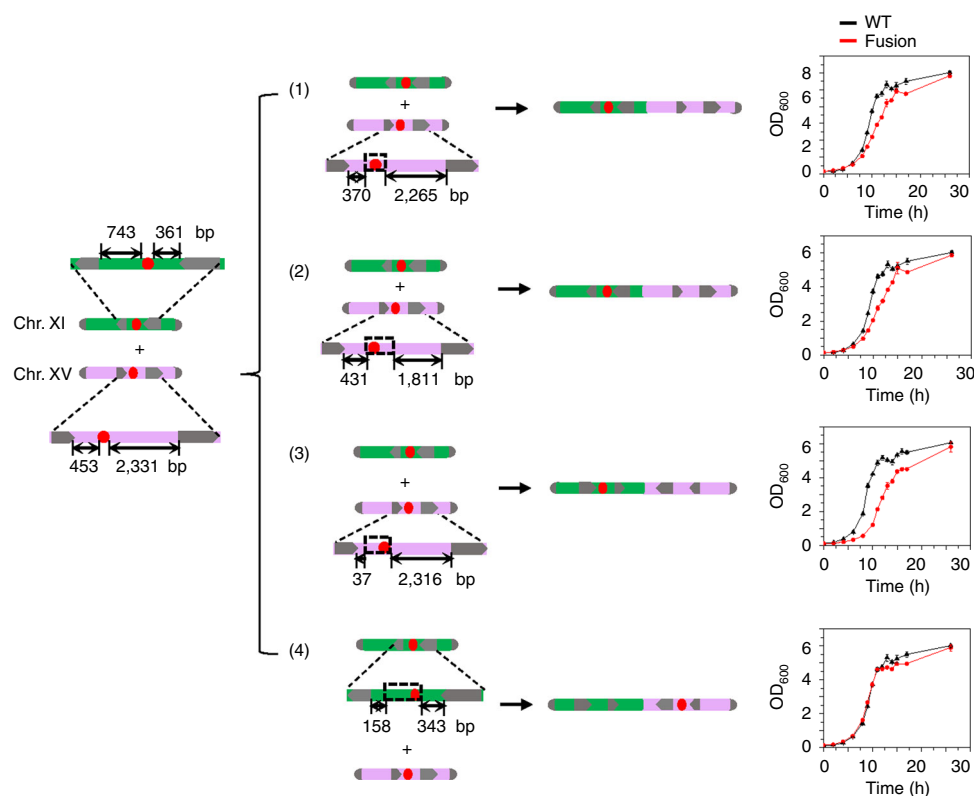 WT
Fusion
(1)
+
370 2,265 bp
8
6
4
2
0
OD600
0 10 20 30
Time (h)
743 361 bp
Chr. XI
+
Chr. XV
453 2,331 bp
(2)
+
431 1,811 bp
6
4
2
0
OD600
0 10 20 30
Time (h)
(3)
+
37 2,316 bp
6
4
2
0
OD600
0 10 20 30
Time (h)
(4)
158 343 bp
+
6
4
2
0
OD600
0 10 20 30
Time (h)